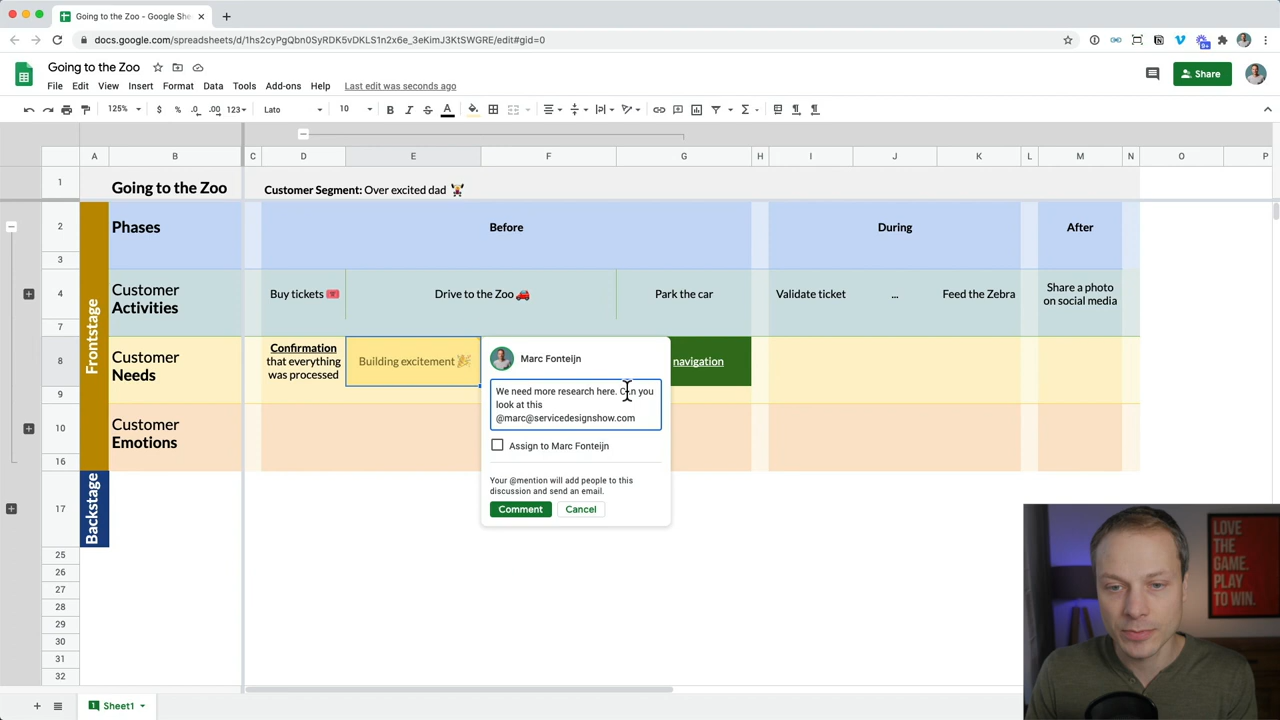 Going to the Zoo - Google She
docs.google.com/spreadsheets/d/1hs2cyPgQbn0SyRDK5vDKLS1n2x6e_3eKimJ3KtSWGRE/edit#gid=0
9+
Going to the Zoo
File Edit View Insert Format Data Tools Add-ons Help Last edit was seconds ago
Share
125% $ % .0 .00 123 Lato 10 B I S A
A B C D E F G H I J K L M N O P
1 Going to the Zoo Customer Segment: Over excited dad
2 Phases Before During After
3
4 Customer Activities Buy tickets Drive to the Zoo Park the car Validate ticket ... Feed the Zebra Share a photo on social media
7
Frontstage
8 Customer Needs Confirmation that everything was processed Building excitement navigation
9
10 Customer Emotions
16
17 Backstage
25
26
27
28
29
30
31
32
Marc Fonteijn
We need more research here. Can you
look at this
@marc@servicedesignshow.com
Assign to Marc Fonteijn
Your @mention will add people to this
discussion and send an email.
Comment Cancel
LOVE
THE
GAME.
PLAY
TO WIN.
1 Sheet1